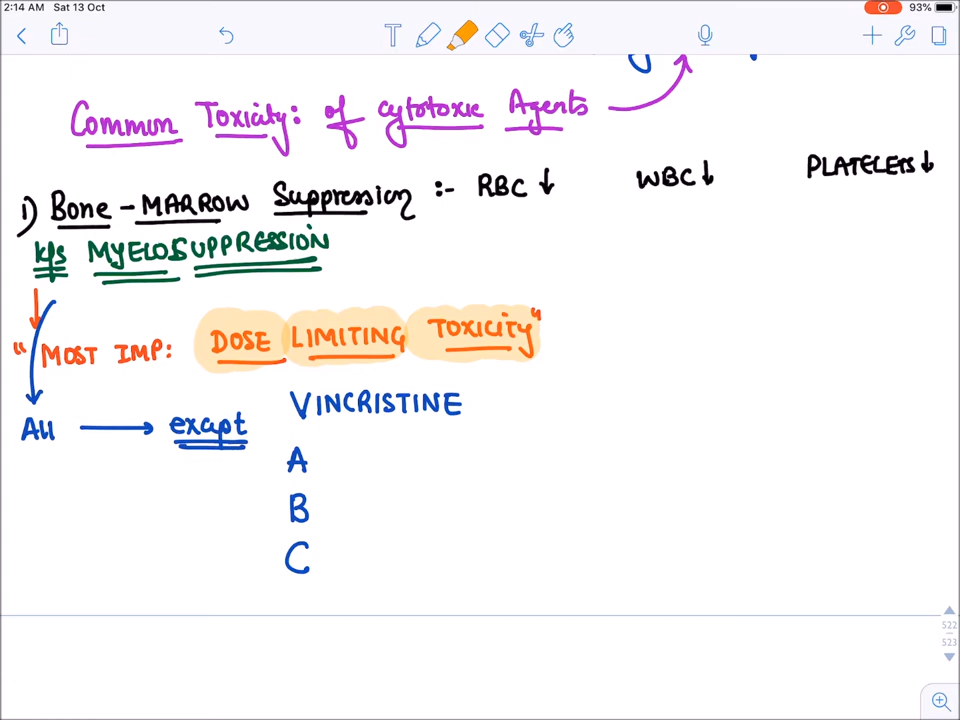 2:14 AM Sat 13 Oct 93%
Common Toxicity: of cytotoxic Agents
1) Bone - MARROW Suppression :- RBC ↓ WBC ↓ PLATELETS ↓
k/s MYELOSUPPRESSION
"MOST IMP: DOSE LIMITING TOXICITY"
All → exapt VINCRISTINE
A
B
C
522
523